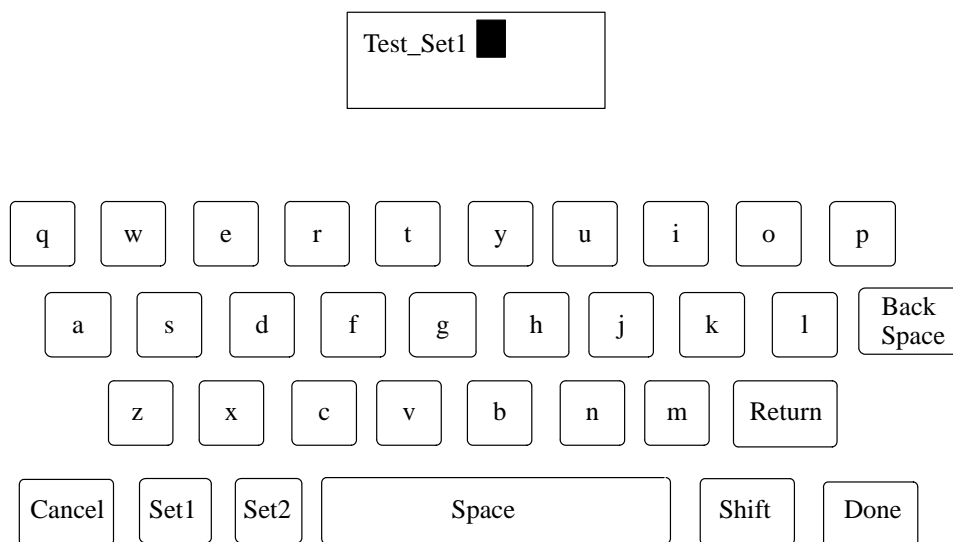 Test_Set1
q w e r t y u i o p
a s d f g h j k l Back
Space
z x c v b n m Return
Cancel Set1 Set2 Space Shift Done